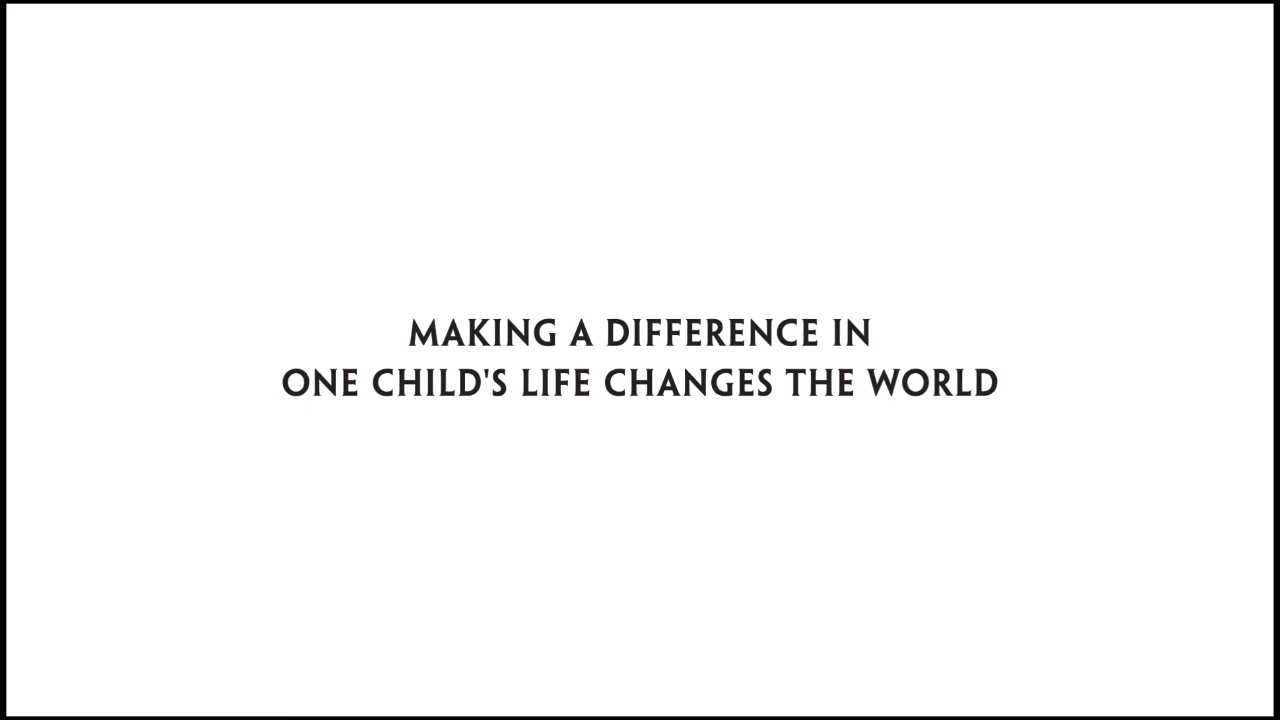 MAKING A DIFFERENCE IN
ONE CHILD'S LIFE CHANGES THE WORLD